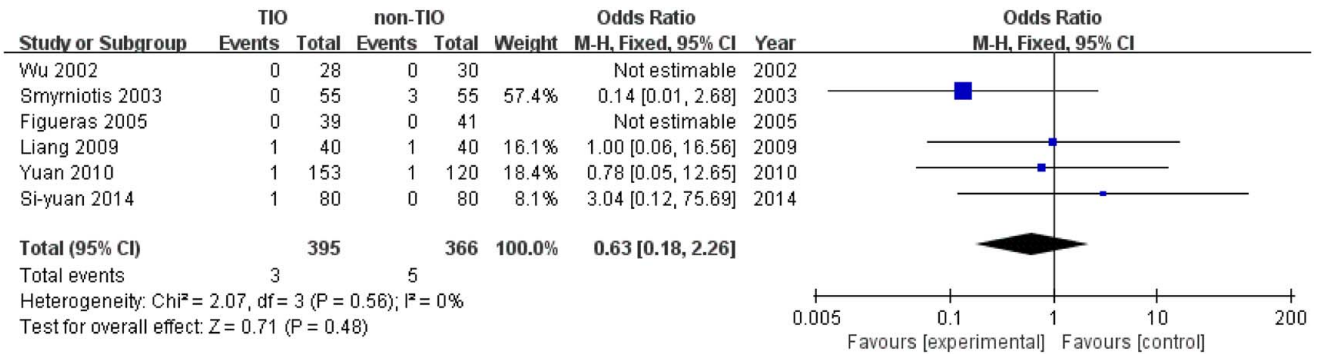 TIO non-TIO Odds Ratio Odds Ratio
Study or Subgroup Events Total Events Total Weight M-H, Fixed, 95% CI Year M-H, Fixed, 95% CI
Wu 2002 0 28 0 30 Not estimable 2002
Smyrniotis 2003 0 55 3 55 57.4% 0.14 [0.01, 2.68] 2003
Figueras 2005 0 39 0 41 Not estimable 2005
Liang 2009 1 40 1 40 16.1% 1.00 [0.06, 16.56] 2009
Yuan 2010 1 153 1 120 18.4% 0.78 [0.05, 12.65] 2010
Si-yuan 2014 1 80 0 80 8.1% 3.04 [0.12, 75.69] 2014
Total (95% CI) 395 366 100.0% 0.63 [0.18, 2.26]
Total events 3 5
Heterogeneity: Chi² = 2.07, df = 3 (P = 0.56); I² = 0%
Test for overall effect: Z = 0.71 (P = 0.48)
0.005 0.1 1 10 200
Favours [experimental] Favours [control]